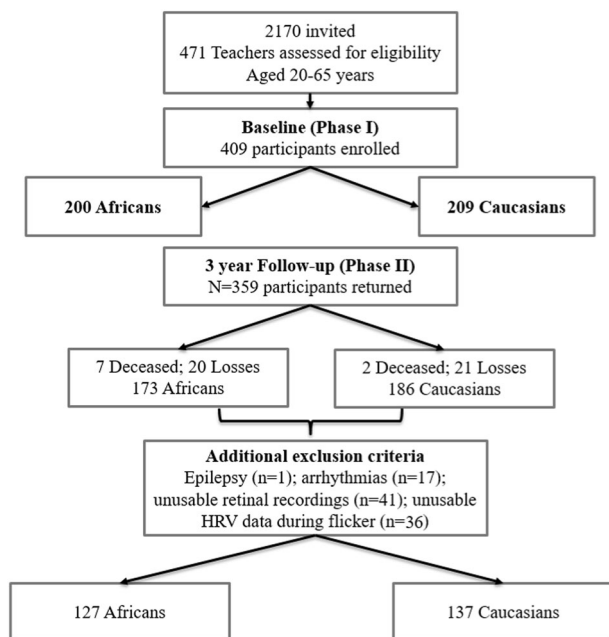 2170 invited
471 Teachers assessed for eligibility
Aged 20-65 years
Baseline (Phase I)
409 participants enrolled
200 Africans
209 Caucasians
3 year Follow-up (Phase II)
N=359 participants returned
7 Deceased; 20 Losses
173 Africans
2 Deceased; 21 Losses
186 Caucasians
Additional exclusion criteria
Epilepsy (n=1); arrhythmias (n=17);
unusable retinal recordings (n=41); unusable
HRV data during flicker (n=36)
127 Africans
137 Caucasians